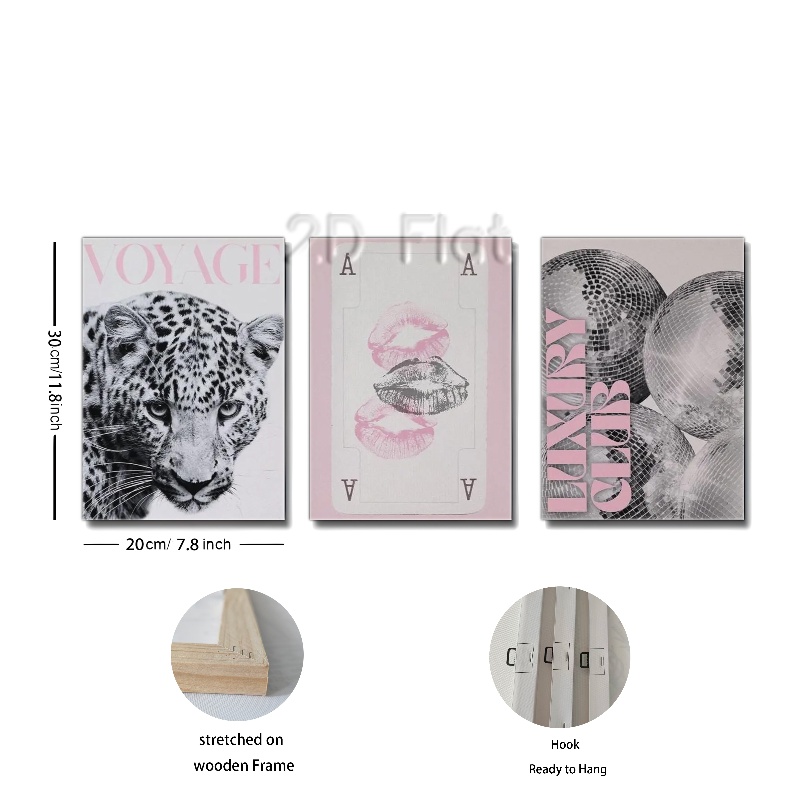 2D Flat
VOYAGE
A
A
A
A
LUXURY
CLUB
30cm/11.8inch
20cm/ 7.8 inch
stretched on
wooden Frame
Hook
Ready to Hang